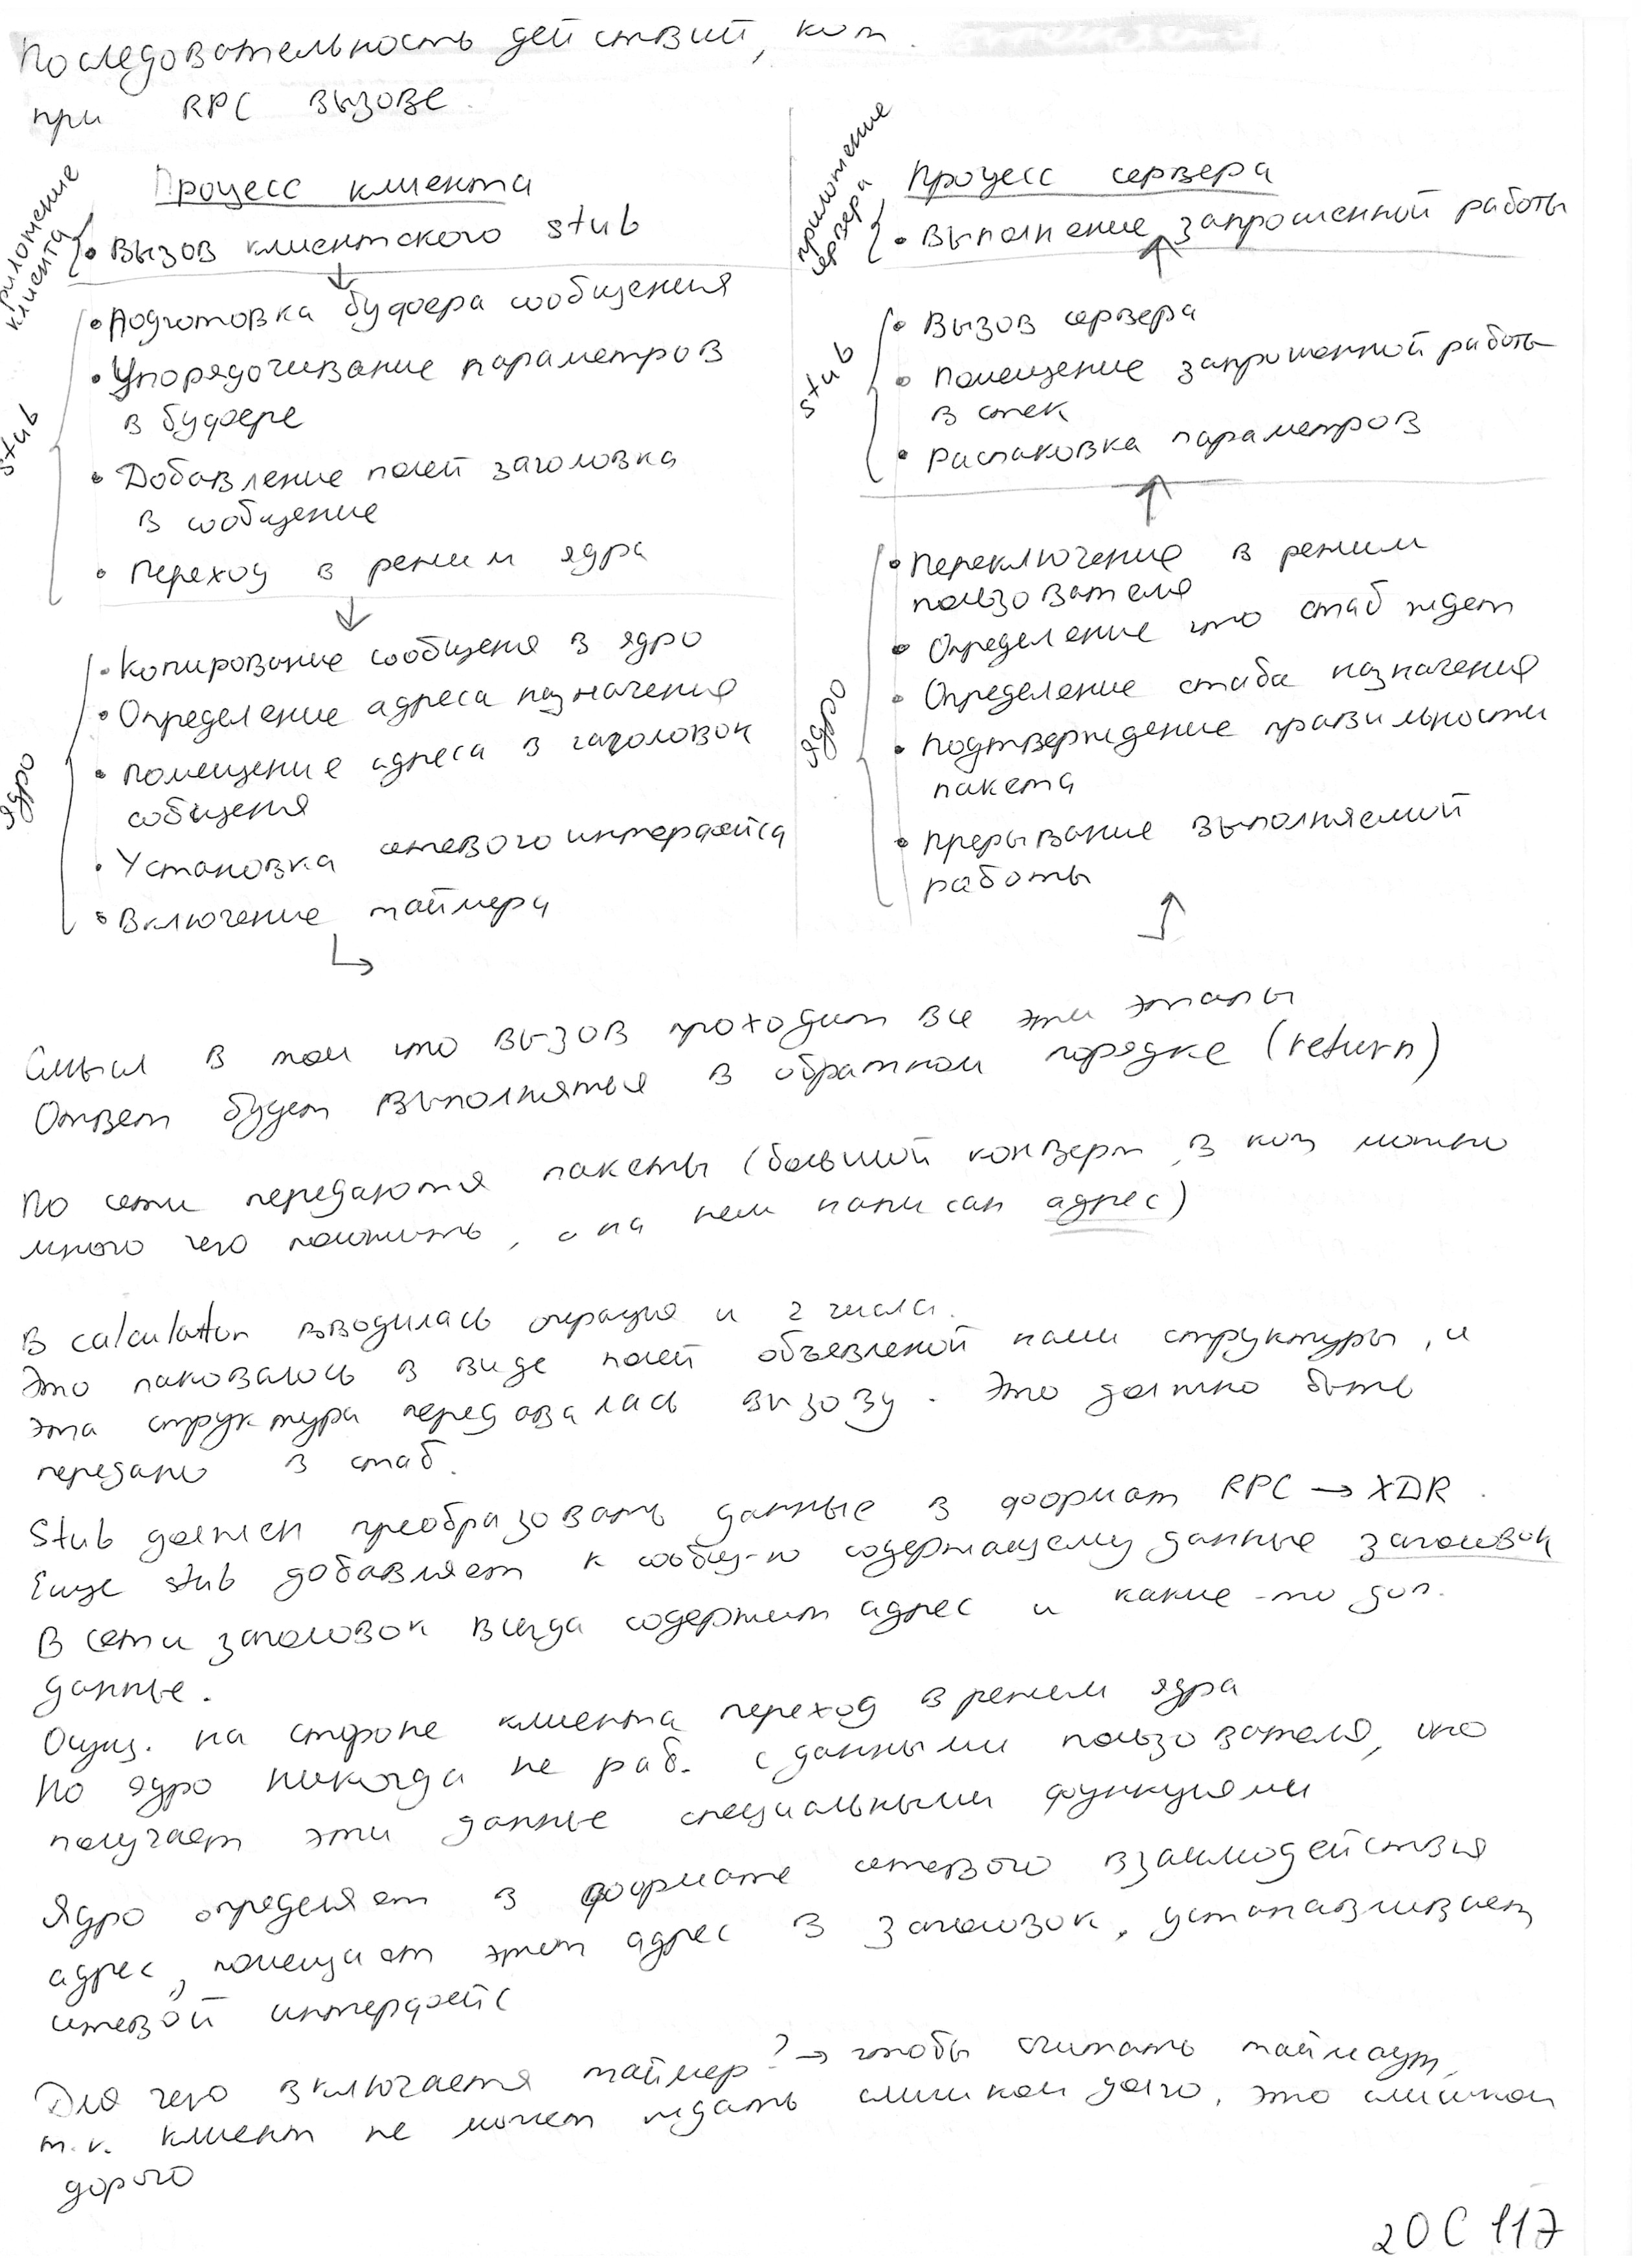 Последовательность действий, кот.
при RPC вызове.
Процесс клиента
приложение клиента
• Вызов клиентского stub
stub
• Подготовка буфера сообщения
• Упорядочивание параметров
в буфере
• Добавление полей заголовка
в сообщение
• Переход в режим ядра
ядро
• Копирование сообщения в ядро
• Определение адреса назначения
• Помещение адреса в заголовок
сообщения
• Установка сетевого интерфейса
• Включение таймера
Процесс сервера
приложение сервера
• Выполнение запрошенной работы
stub
• Вызов сервера
• Помещение запрошенной работы
в стек
• Распаковка параметров
ядро
• Переключение в режим
пользователя
• Определение что стаб ждет
• Определение стаба назначения
• Подтверждение правильности
пакета
• Прерывание выполняемой
работы
Смысл в том что вызов проходит все эти этапы
Ответ будет выполняться в обратном порядке (return)
По сети передаются пакеты (большой конверт, в кот можно
много чего положить, а на нем написан адрес)
В calculator вводилась операция и 2 числа.
Это паковалось в виде полей объявленой нами структуры, и
эта структура передавалась вызову. Это должно быть
передано в стаб.
Stub должен преобразовать данные в формат RPC → XDR.
Еще stub добавляет к сообщ-ю содержащему данные заголовок
В сети заголовок всегда содержит адрес и какие-то доп.
данные.
Осущ. на стороне клиента переход в режим ядра
Но ядро никогда не раб. с данными пользователя, оно
получает эти данные специальными функциями
Ядро определяет в формате сетевого взаимодействия
адрес, помещает этот адрес в заголовок, устанавливает
сетевой интерфейс
Для чего включается таймер? → чтобы считать таймаут,
т.к. клиент не может ждать слишком долго, это слишком
дорого
20С 117